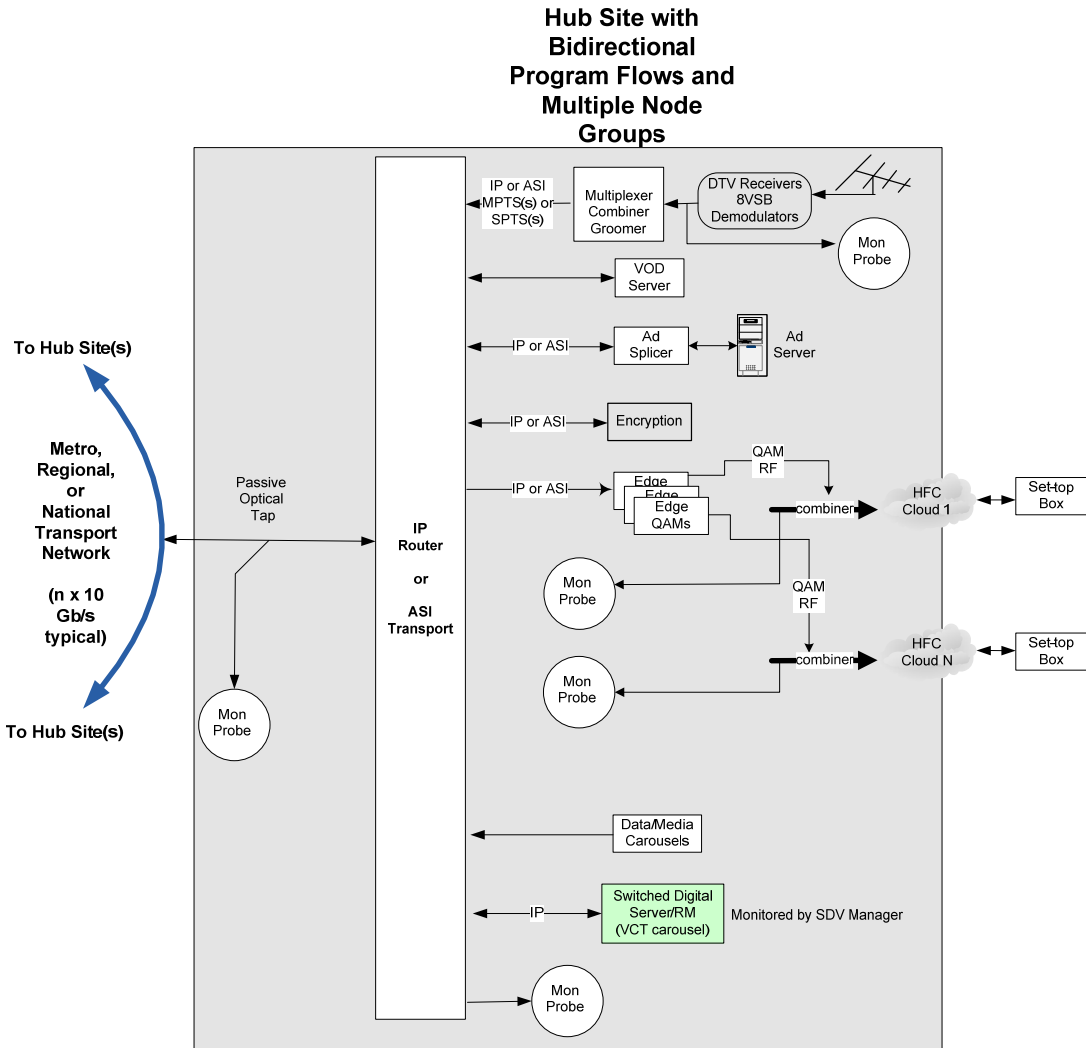 Hub Site with
Bidirectional
Program Flows and
Multiple Node
Groups
IP or ASI
MPTS(s) or
SPTS(s)
Multiplexer
Combiner
Groomer
DTV Receivers
8VSB
Demodulators
Mon
Probe
VOD
Server
IP or ASI
Ad
Splicer
Ad
Server
IP or ASI
Encryption
IP or ASI
Edge
Edge
Edge
QAMs
QAM
RF
combiner
HFC
Cloud 1
Set-top
Box
Mon
Probe
QAM
RF
combiner
HFC
Cloud N
Set-top
Box
Mon
Probe
To Hub Site(s)
Metro,
Regional,
or
National
Transport
Network
(n x 10
Gb/s
typical)
To Hub Site(s)
Passive
Optical
Tap
Mon
Probe
IP
Router
or
ASI
Transport
Data/Media
Carousels
IP
Switched Digital
Server/RM
(VCT carousel)
Monitored by SDV Manager
Mon
Probe